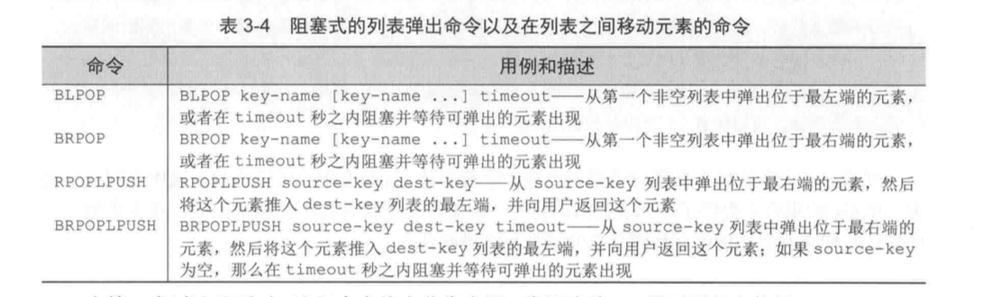 表 3-4 阻塞式的列表弹出命令以及在列表之间移动元素的命令
命令 用例和描述
BLPOP BLPOP key-name [key-name ...] timeout——从第一个非空列表中弹出位于最左端的元素，
或者在 timeout 秒之内阻塞并等待可弹出的元素出现
BRPOP BRPOP key-name [key-name ...] timeout——从第一个非空列表中弹出位于最右端的元素，
或者在 timeout 秒之内阻塞并等待可弹出的元素出现
RPOPLPUSH RPOPLPUSH source-key dest-key——从 source-key 列表中弹出位于最右端的元素，然后
将这个元素推入 dest-key 列表的最左端，并向用户返回这个元素
BRPOPLPUSH BRPOPLPUSH source-key dest-key timeout——从 source-key 列表中弹出位于最右端的
元素，然后将这个元素推入 dest-key 列表的最左端，并向用户返回这个元素；如果 source-key
为空，那么在 timeout 秒之内阻塞并等待可弹出的元素出现